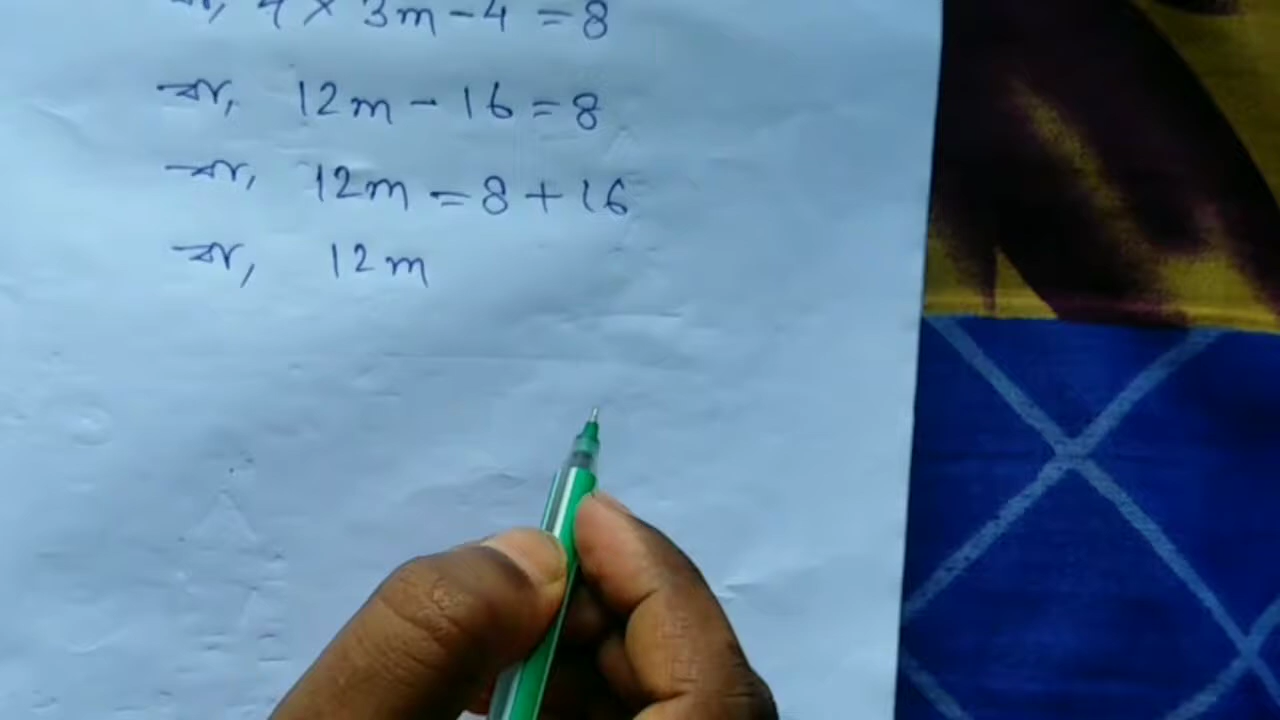 বা, 4 × 3m - 4 = 8
বা, 12m - 16 = 8
বা, 12m = 8 + 16
বা, 12m